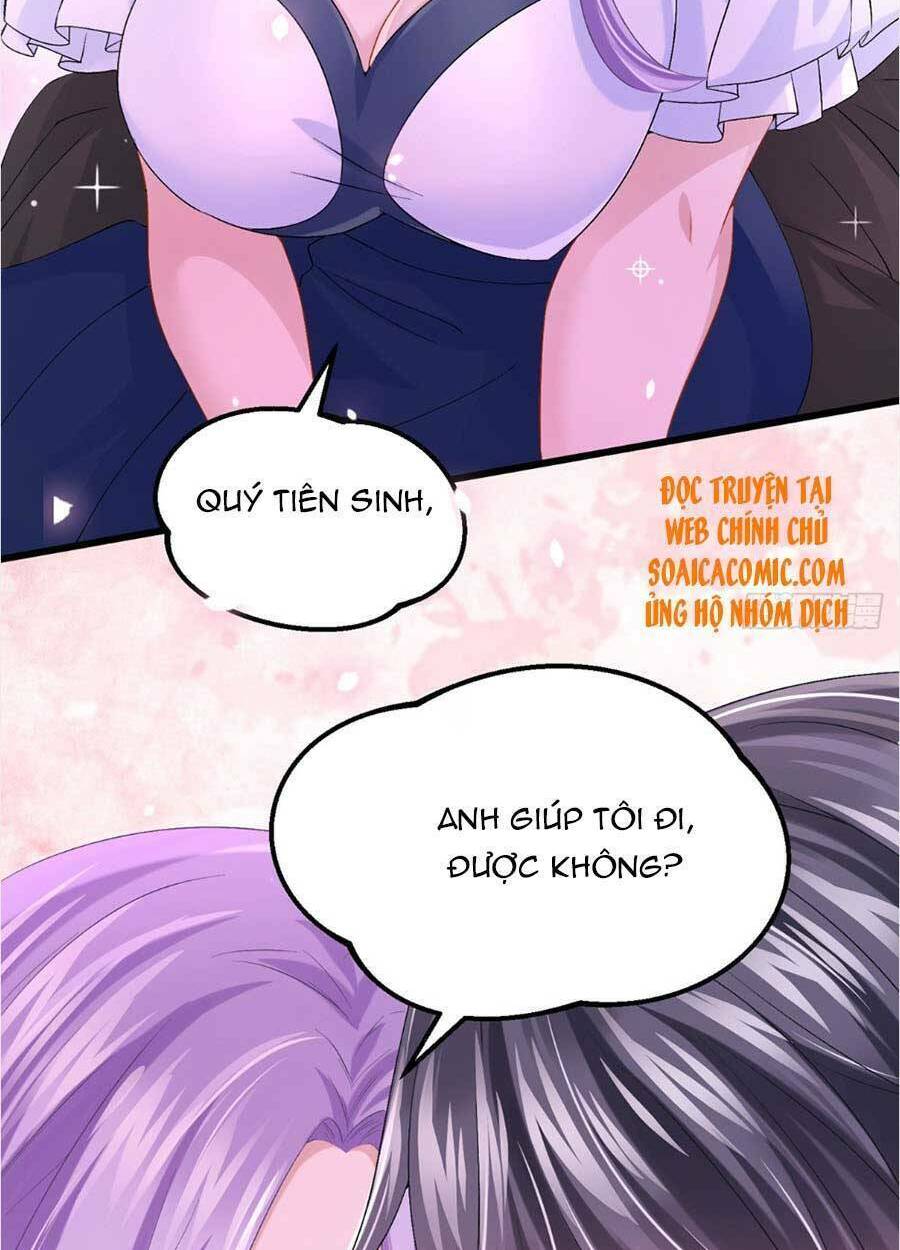 QUÝ TIÊN SINH,
ĐỌC TRUYỆN TẠI
WEB CHÍNH CHỦ
SOAICACOMIC.COM
ỦNG HỘ NHÓM DỊCH
ANH GIÚP TÔI ĐI,
ĐƯỢC KHÔNG?